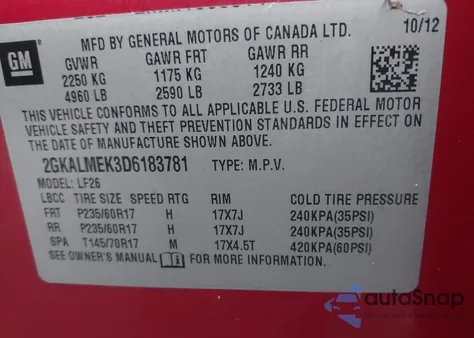 10/12
GM
MFD BY GENERAL MOTORS OF CANADA LTD.
GVWR GAWR FRT GAWR RR
2250 KG 1175 KG 1240 KG
4960 LB 2590 LB 2733 LB
THIS VEHICLE CONFORMS TO ALL APPLICABLE U.S. FEDERAL MOTOR
VEHICLE SAFETY AND THEFT PREVENTION STANDARDS IN EFFECT ON
THE DATE OF MANUFACTURE SHOWN ABOVE.
2GKALMEK3D6183781 TYPE: M.P.V.
MODEL: LF26
LBCC TIRE SIZE SPEED RTG RIM COLD TIRE PRESSURE
FRT P235/60R17 H 17X7J 240KPA(35PSI)
RR P235/60R17 H 17X7J 240KPA(35PSI)
SPA T145/70R17 M 17X4.5T 420KPA(60PSI)
SEE OWNER'S MANUAL FOR MORE INFORMATION.
autoSnap